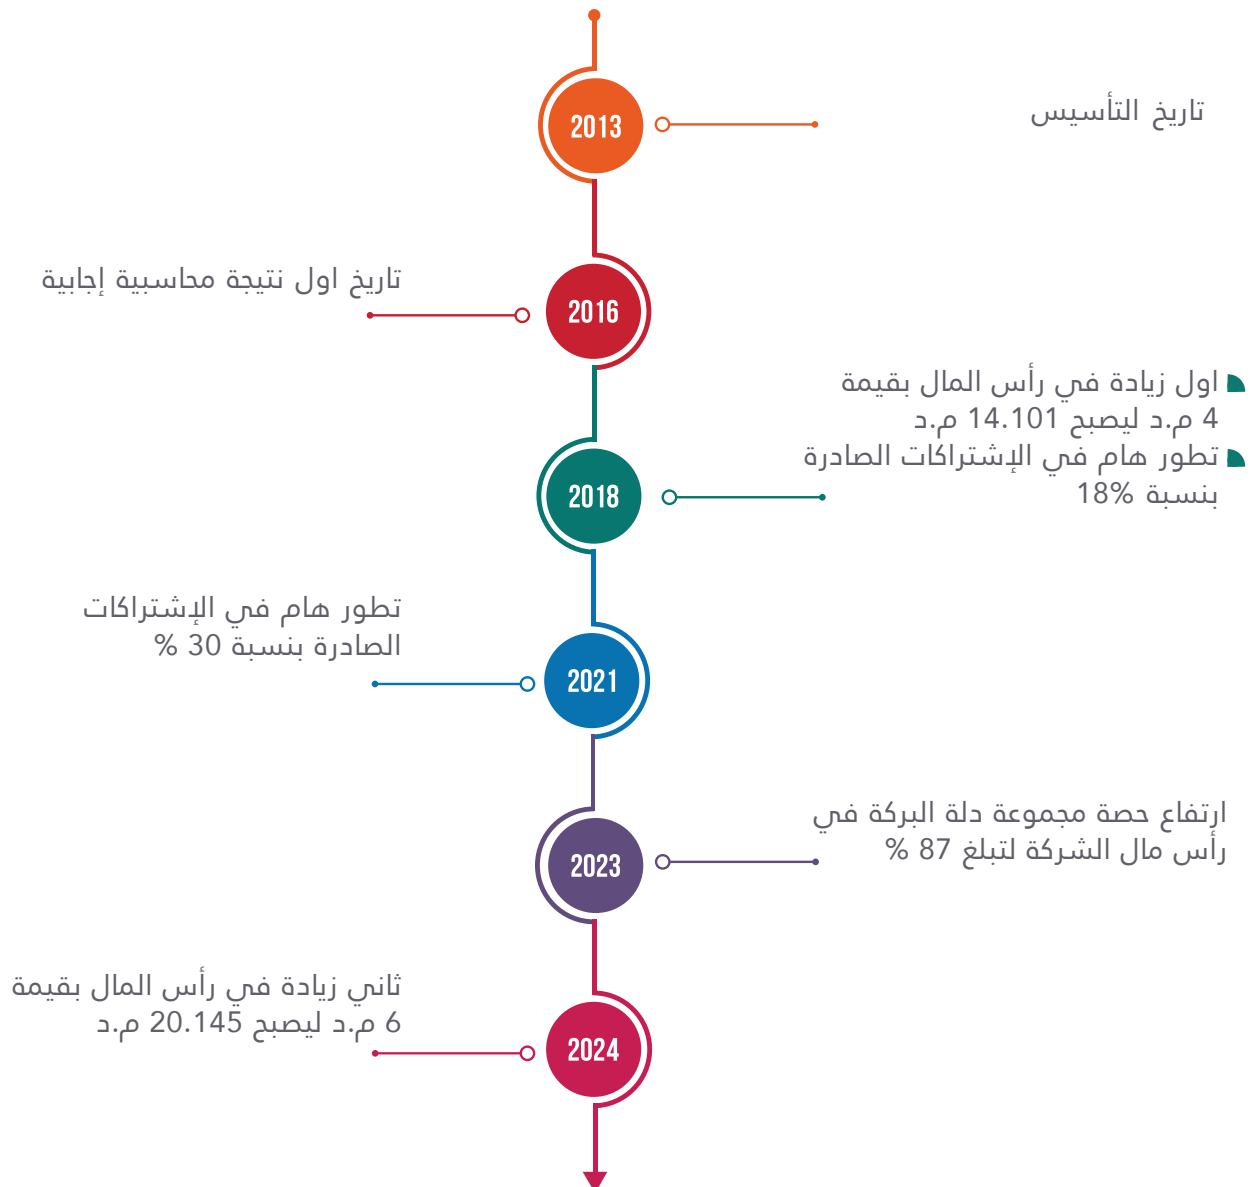 2013
تاريخ التأسيس
2016
تاريخ اول نتيجة محاسبية إجابية
2018
اول زيادة في رأس المال بقيمة
4 م.د ليصبح 14.101 م.د
تطور هام في الإشتراكات الصادرة
بنسبة 18%
2021
تطور هام في الإشتراكات
الصادرة بنسبة 30 %
2023
ارتفاع حصة مجموعة دلة البركة في
رأس مال الشركة لتبلغ 87 %
2024
ثاني زيادة في رأس المال بقيمة
6 م.د ليصبح 20.145 م.د